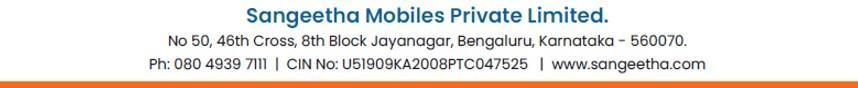 Sangeetha Mobiles Private Limited.
No 50, 46th Cross, 8th Block Jayanagar, Bengaluru, Karnataka - 560070.
Ph: 080 4939 7111 | CIN No: U51909KA2008PTC047525 | www.sangeetha.com